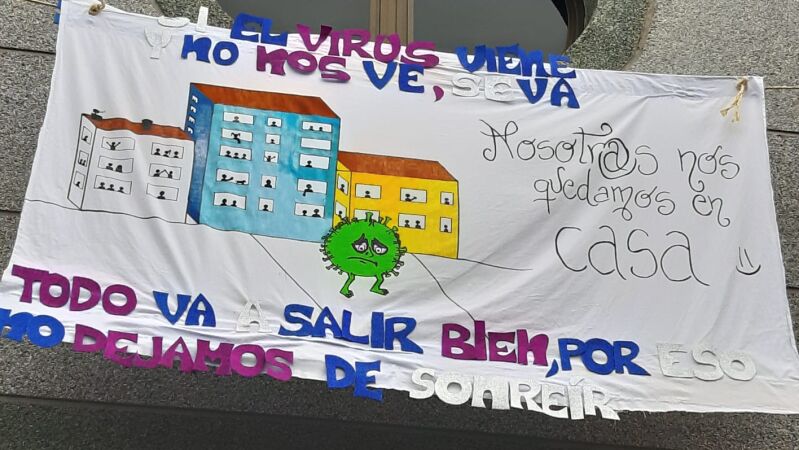 Y SI EL VIRUS VIENE
NO NOS VE, SE VA
Nosotr@s nos
quedamos en
casa
TODO VA A SALIR BIEN, POR ESO
NO DEJAMOS DE SONREÍR